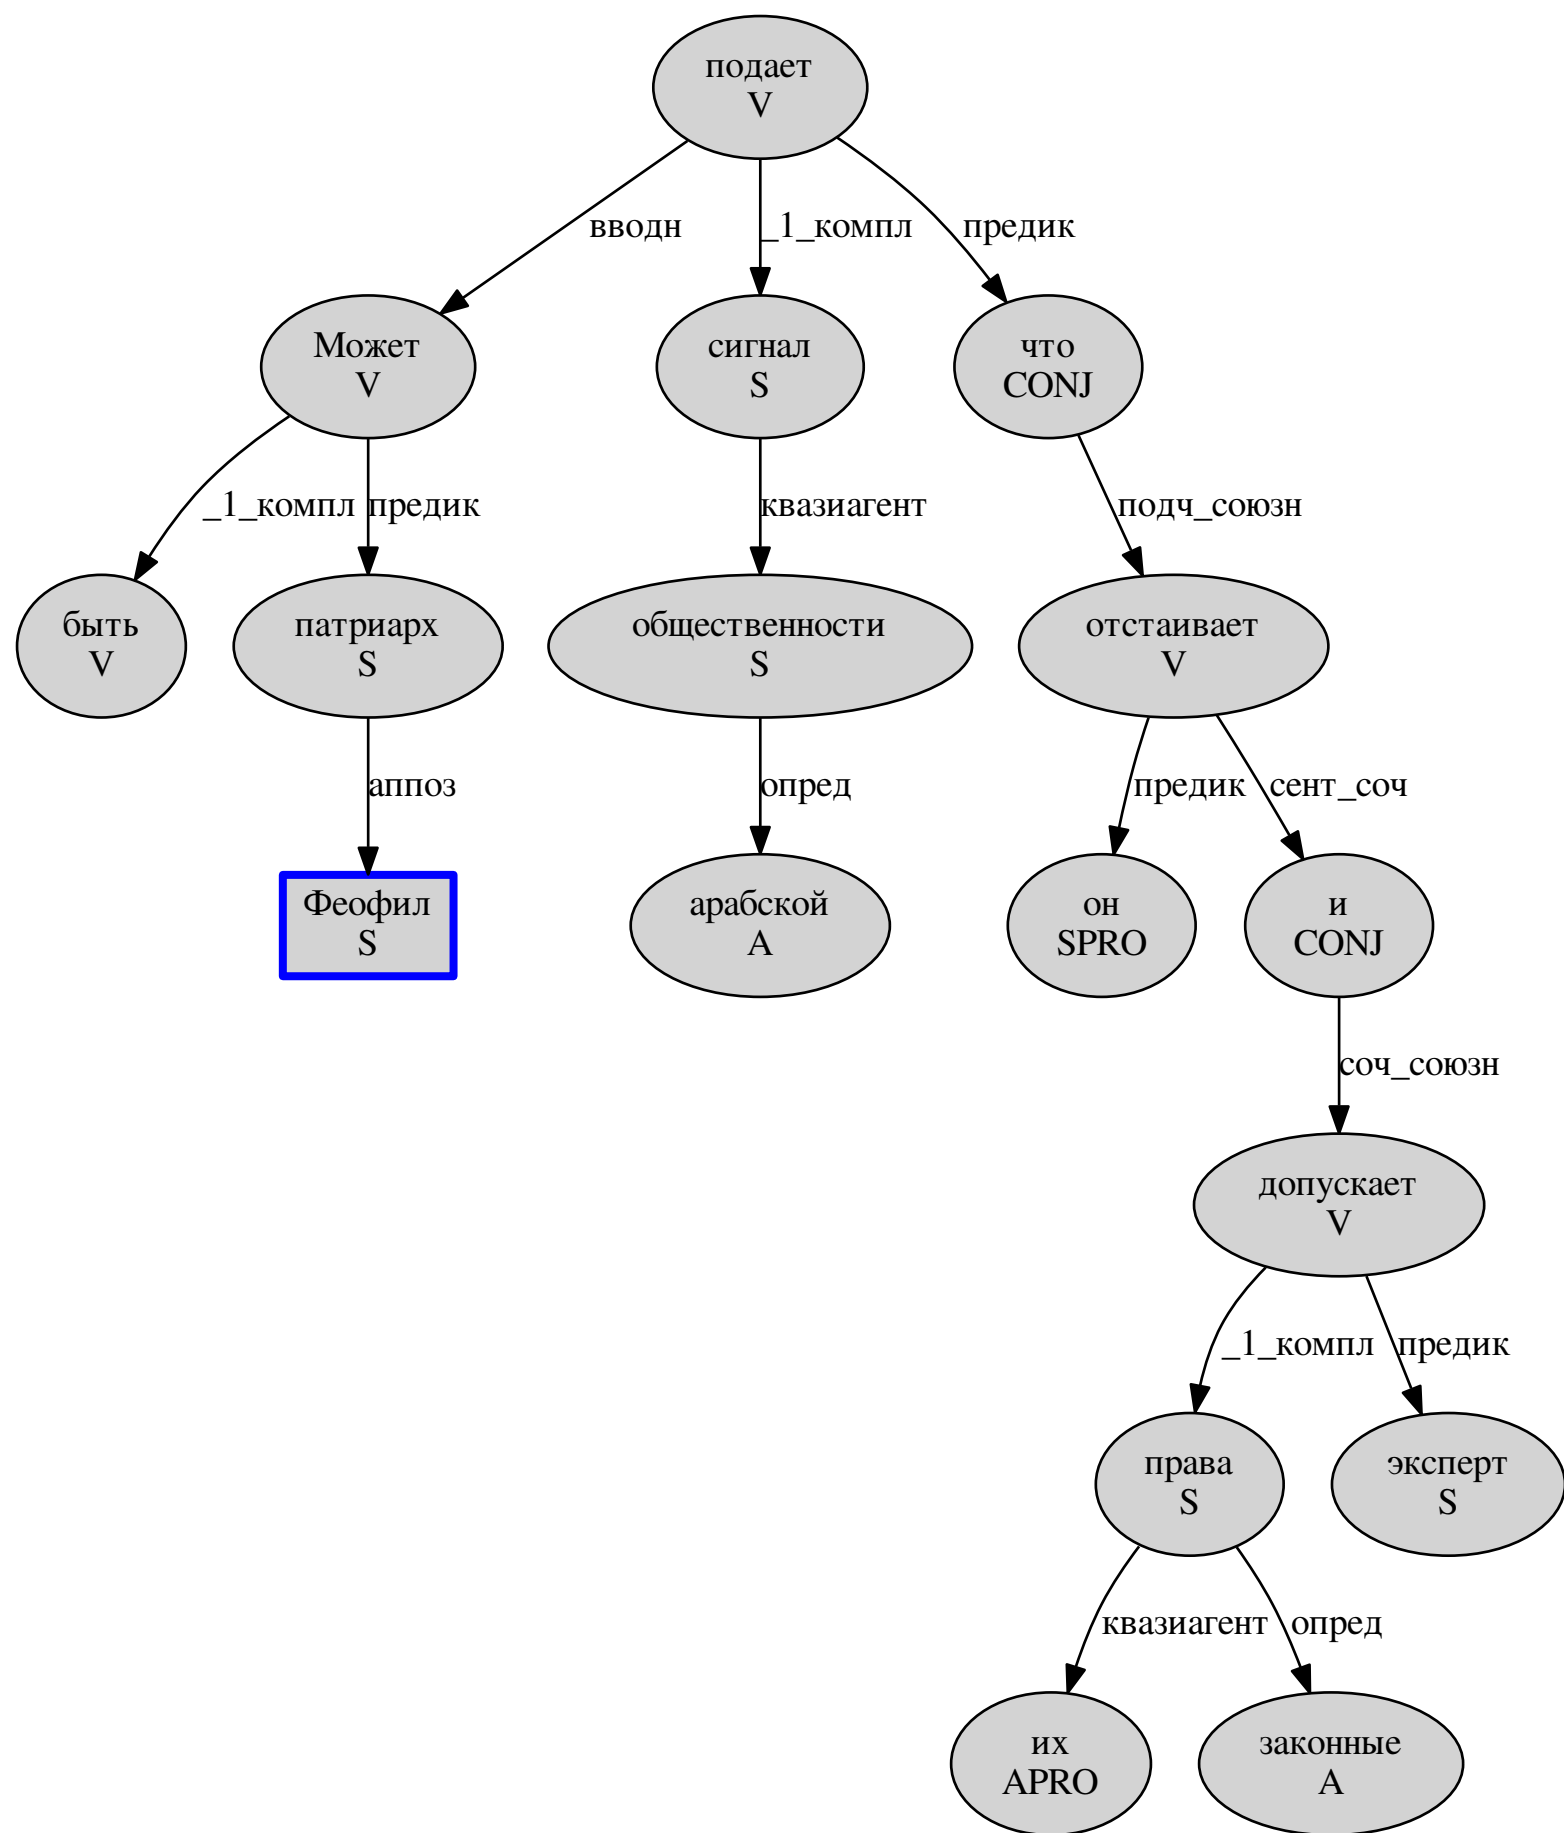 подает
V
вводн
_1_компл
предик
Может
V
сигнал
S
что
CONJ
_1_компл
предик
квазиагент
подч_союзн
быть
V
патриарх
S
общественности
S
отстаивает
V
аппоз
опред
предик
сент_соч
Феофил
S
арабской
A
он
SPRO
и
CONJ
соч_союзн
допускает
V
_1_компл
предик
права
S
эксперт
S
квазиагент
опред
их
APRO
законные
A